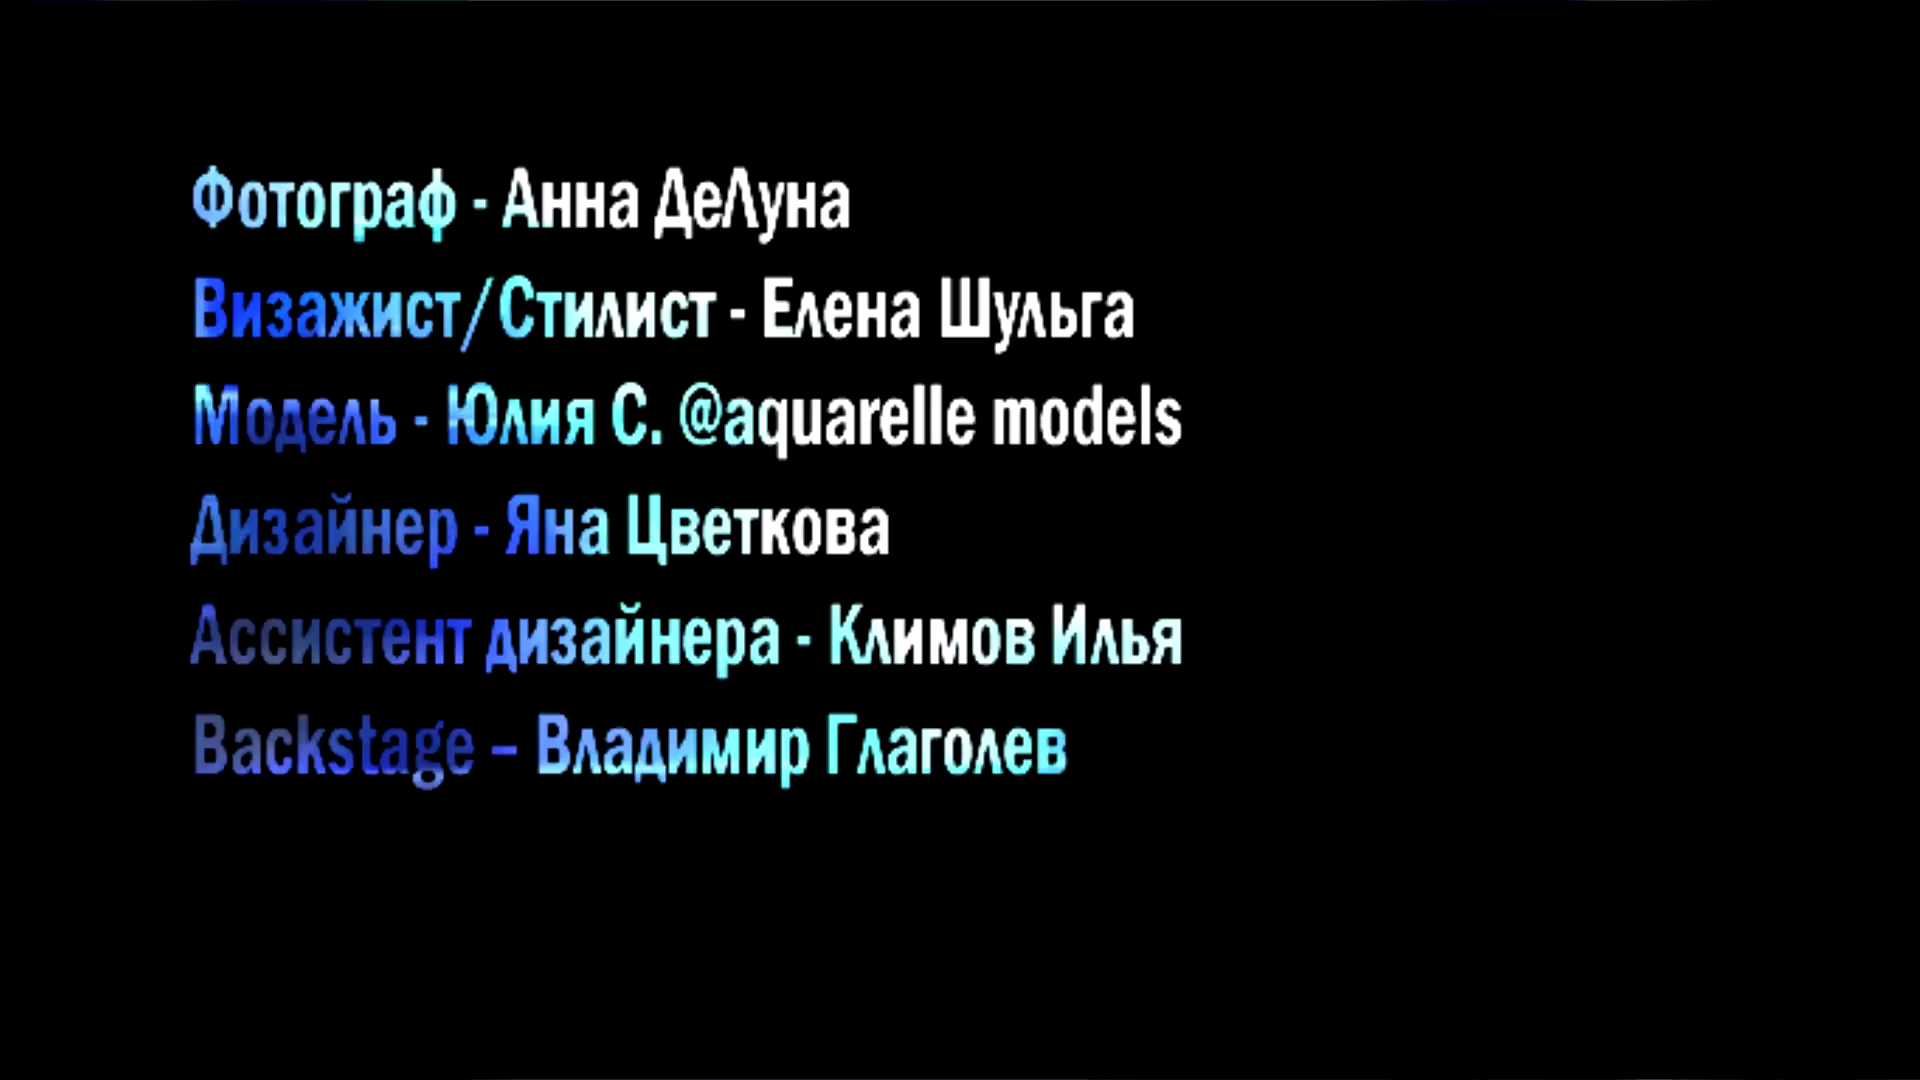 Фотограф - Анна ДеЛуна
Визажист/Стилист - Елена Шульга
Модель - Юлия С. @aquarelle models
Дизайнер - Яна Цветкова
Ассистент дизайнера - Климов Илья
Backstage – Владимир Глаголев